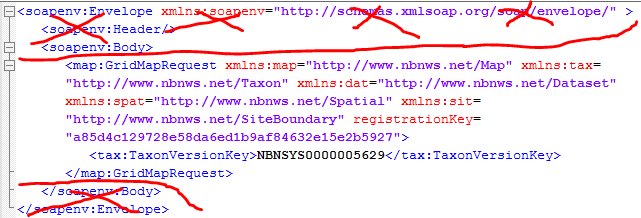 <soapenv:Envelope xmlns:soapenv="http://schemas.xmlsoap.org/soap/envelope/" >
<soapenv:Header/>
<soapenv:Body>
<map:GridMapRequest xmlns:map="http://www.nbnws.net/Map" xmlns:tax=
"http://www.nbnws.net/Taxon" xmlns:dat="http://www.nbnws.net/Dataset"
xmlns:spat="http://www.nbnws.net/Spatial" xmlns:sit=
"http://www.nbnws.net/SiteBoundary" registrationKey=
"a85d4c129728e58da6ed1b9af84632e15e2b5927">
<tax:TaxonVersionKey>NBNSYS0000005629</tax:TaxonVersionKey>
</map:GridMapRequest>
</soapenv:Body>
</soapenv:Envelope>